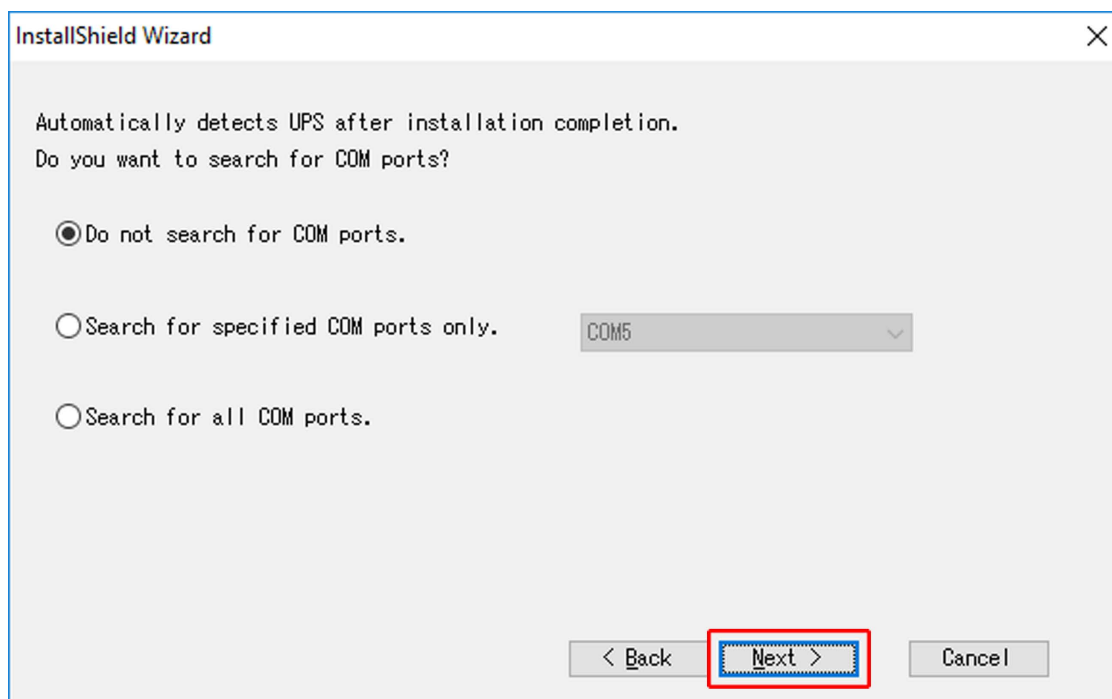 InstallShield Wizard
Automatically detects UPS after installation completion.
Do you want to search for COM ports?
Do not search for COM ports.
Search for specified COM ports only.
COM5
Search for all COM ports.
< Back
Next >
Cancel